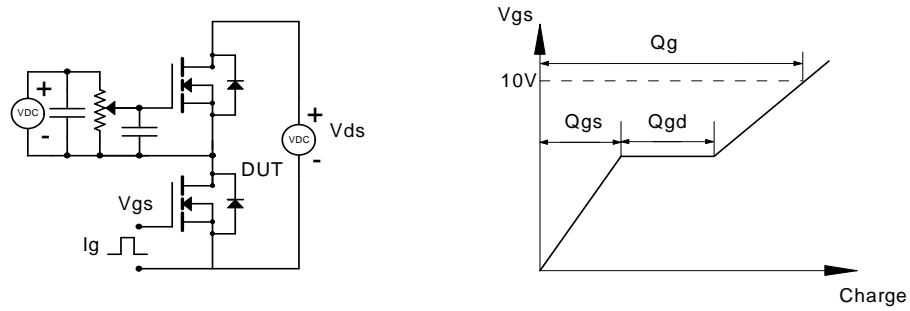 +
VDC
-
+
VDC
-
Vds
DUT
Vgs
Ig
Vgs
Qg
10V
Qgs
Qgd
Charge